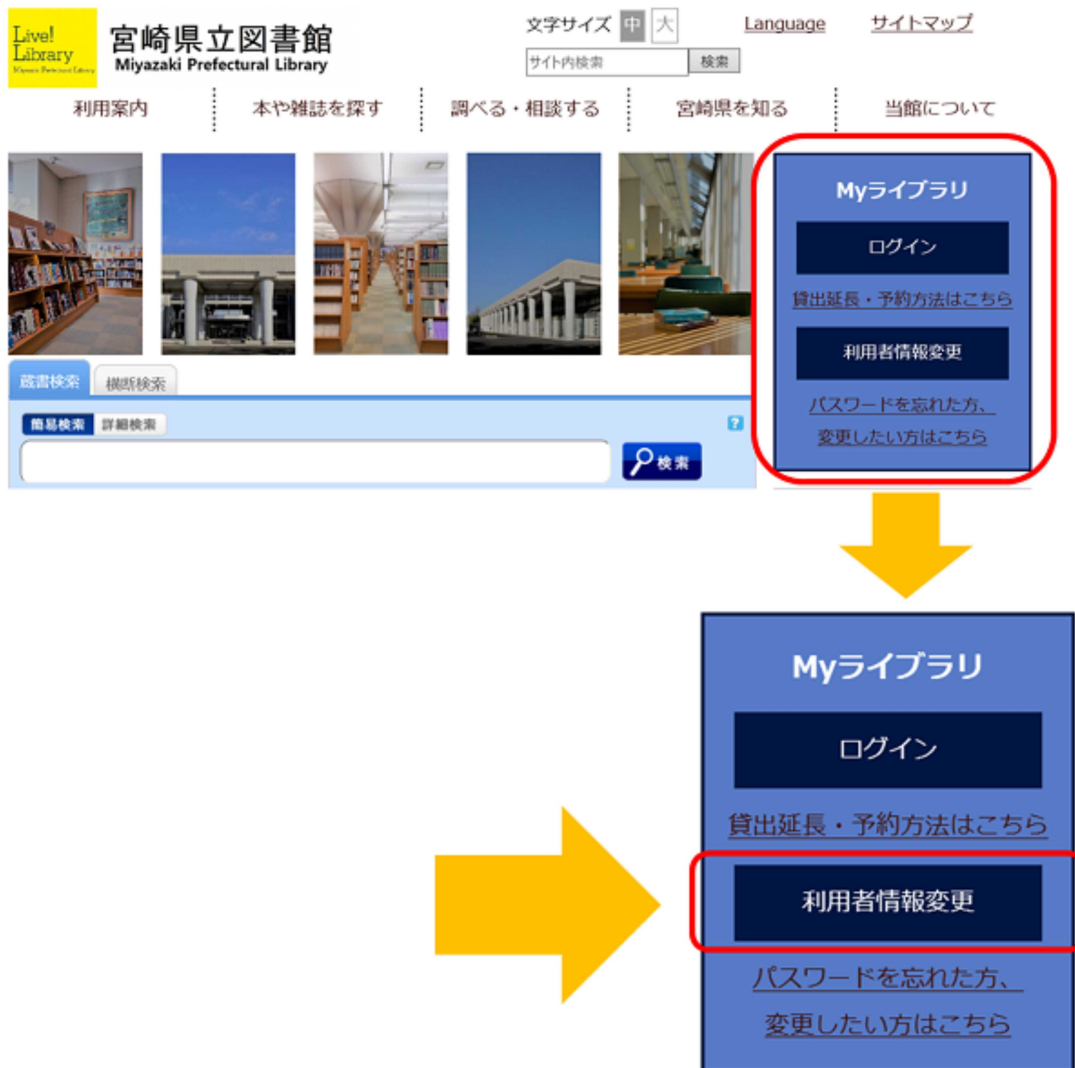 Live!
Library
Miyazaki Prefectural Library
宮崎県立図書館
Miyazaki Prefectural Library
文字サイズ 中 大 Language サイトマップ
サイト内検索 検索
利用案内 本や雑誌を探す 調べる・相談する 宮崎県を知る 当館について
Myライブラリ
ログイン
貸出延長・予約方法はこちら
利用者情報変更
パスワードを忘れた方、
変更したい方はこちら
蔵書検索 横断検索
簡易検索 詳細検索 ?
検索
Myライブラリ
ログイン
貸出延長・予約方法はこちら
利用者情報変更
パスワードを忘れた方、
変更したい方はこちら